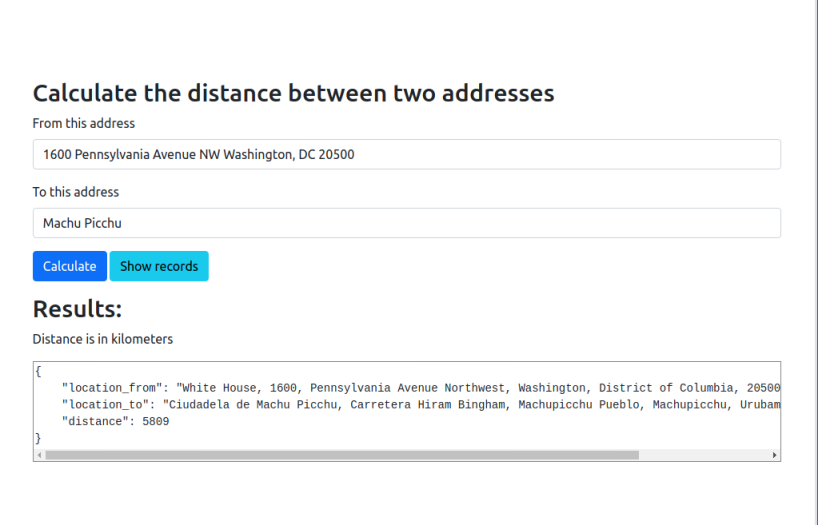 Calculate the distance between two addresses
From this address
1600 Pennsylvania Avenue NW Washington, DC 20500
To this address
Machu Picchu
Calculate Show records
Results:
Distance is in kilometers
{
    "location_from": "White House, 1600, Pennsylvania Avenue Northwest, Washington, District of Columbia, 20500
    "location_to": "Ciudadela de Machu Picchu, Carretera Hiram Bingham, Machupicchu Pueblo, Machupicchu, Urubam
    "distance": 5809
}